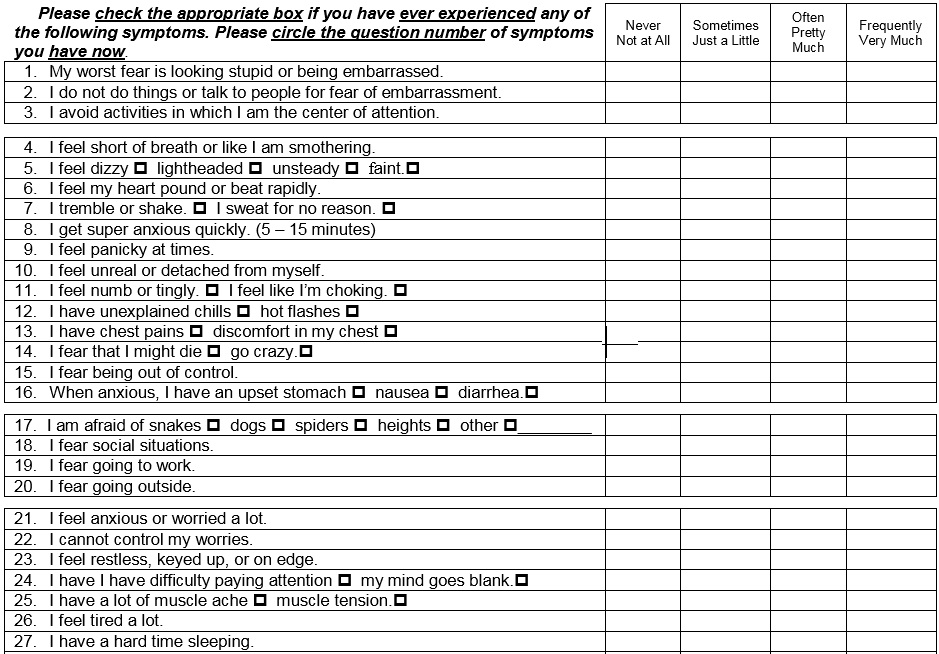 Please check the appropriate box if you have ever experienced any of
the following symptoms. Please circle the question number of symptoms
you have now.
Never
Not at All
Sometimes
Just a Little
Often
Pretty
Much
Frequently
Very Much
1. My worst fear is looking stupid or being embarrassed.
2. I do not do things or talk to people for fear of embarrassment.
3. I avoid activities in which I am the center of attention.
4. I feel short of breath or like I am smothering.
5. I feel dizzy ☐ lightheaded ☐ unsteady ☐ faint.☐
6. I feel my heart pound or beat rapidly.
7. I tremble or shake. ☐ I sweat for no reason. ☐
8. I get super anxious quickly. (5 – 15 minutes)
9. I feel panicky at times.
10. I feel unreal or detached from myself.
11. I feel numb or tingly. ☐ I feel like I'm choking. ☐
12. I have unexplained chills ☐ hot flashes ☐
13. I have chest pains ☐ discomfort in my chest ☐
14. I fear that I might die ☐ go crazy.☐
15. I fear being out of control.
16. When anxious, I have an upset stomach ☐ nausea ☐ diarrhea.☐
17. I am afraid of snakes ☐ dogs ☐ spiders ☐ heights ☐ other ☐________
18. I fear social situations.
19. I fear going to work.
20. I fear going outside.
21. I feel anxious or worried a lot.
22. I cannot control my worries.
23. I feel restless, keyed up, or on edge.
24. I have I have difficulty paying attention ☐ my mind goes blank.☐
25. I have a lot of muscle ache ☐ muscle tension.☐
26. I feel tired a lot.
27. I have a hard time sleeping.